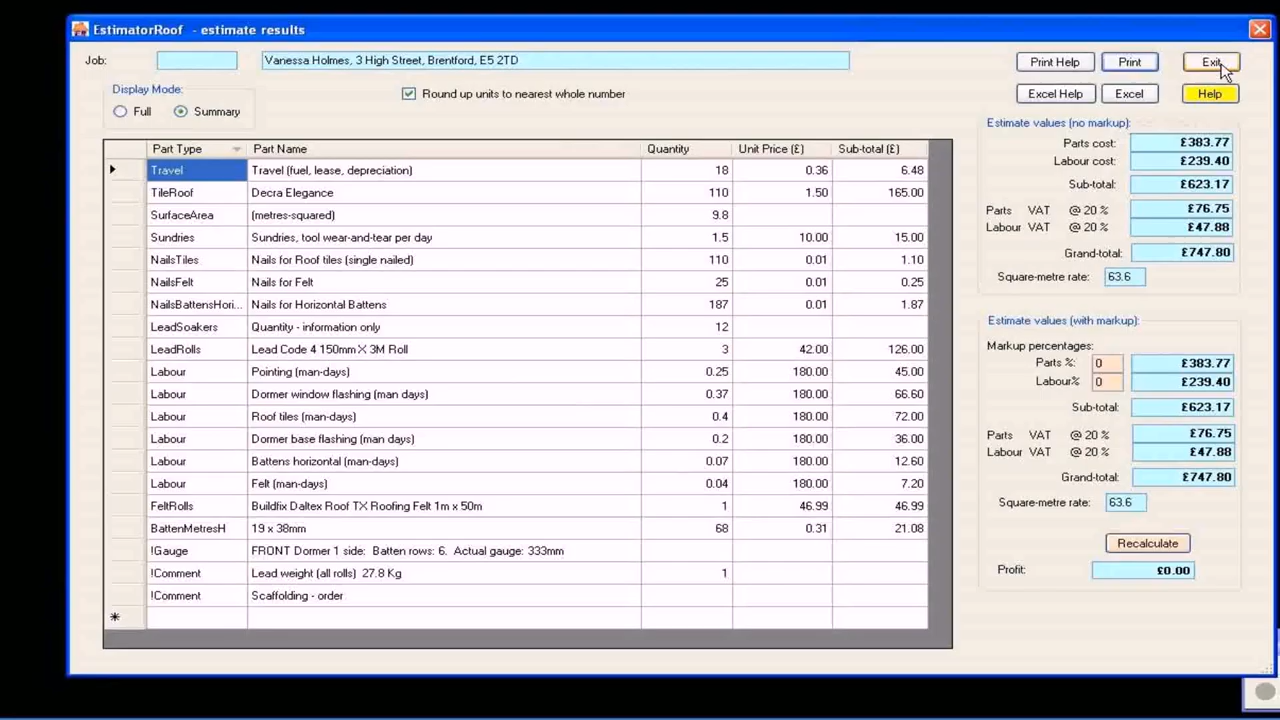 EstimatorRoof - estimate results
Job: Vanessa Holmes, 3 High Street, Brentford, E5 2TD
Print Help Print Exit
Display Mode:
Full Summary
Round up units to nearest whole number
Excel Help Excel Help
Part Type Part Name Quantity Unit Price (£) Sub-total (£)
Travel Travel (fuel, lease, depreciation) 18 0.36 6.48
TileRoof Decra Elegance 110 1.50 165.00
SurfaceArea (metres-squared) 9.8
Sundries Sundries, tool wear-and-tear per day 1.5 10.00 15.00
NailsTiles Nails for Roof tiles (single nailed) 110 0.01 1.10
NailsFelt Nails for Felt 25 0.01 0.25
NailsBattensHori... Nails for Horizontal Battens 187 0.01 1.87
LeadSoakers Quantity - information only 12
LeadRolls Lead Code 4 150mm X 3M Roll 3 42.00 126.00
Labour Pointing (man-days) 0.25 180.00 45.00
Labour Dormer window flashing (man days) 0.37 180.00 66.60
Labour Roof tiles (man-days) 0.4 180.00 72.00
Labour Dormer base flashing (man days) 0.2 180.00 36.00
Labour Battens horizontal (man-days) 0.07 180.00 12.60
Labour Felt (man-days) 0.04 180.00 7.20
FeltRolls Buildfix Daltex Roof TX Roofing Felt 1m x 50m 1 46.99 46.99
BattenMetresH 19 x 38mm 68 0.31 21.08
!Gauge FRONT Dormer 1 side: Batten rows: 6. Actual gauge: 333mm
!Comment Lead weight (all rolls) 27.8 Kg 1
!Comment Scaffolding - order
Estimate values (no markup):
Parts cost: £383.77
Labour cost: £239.40
Sub-total: £623.17
Parts VAT @ 20 % £76.75
Labour VAT @ 20 % £47.88
Grand-total: £747.80
Square-metre rate: 63.6
Estimate values (with markup):
Markup percentages:
Parts %: 0 £383.77
Labour% 0 £239.40
Sub-total: £623.17
Parts VAT @ 20 % £76.75
Labour VAT @ 20 % £47.88
Grand-total: £747.80
Square-metre rate: 63.6
Recalculate
Profit: £0.00